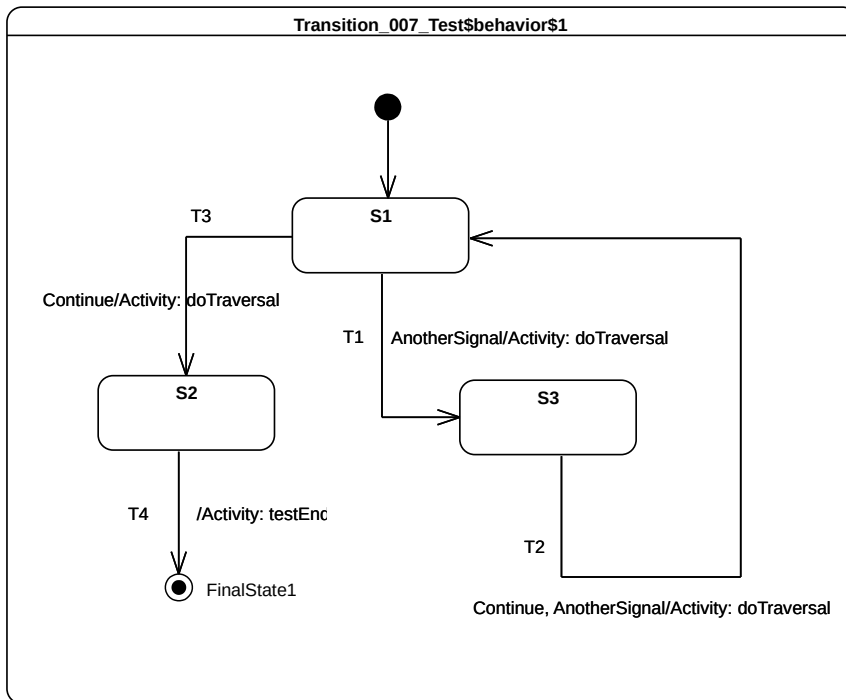 Transition_007_Test$behavior$1
S1
T3
Continue/Activity: doTraversal
T1
AnotherSignal/Activity: doTraversal
S2
S3
T4
/Activity: testEnd
T2
FinalState1
Continue, AnotherSignal/Activity: doTraversal